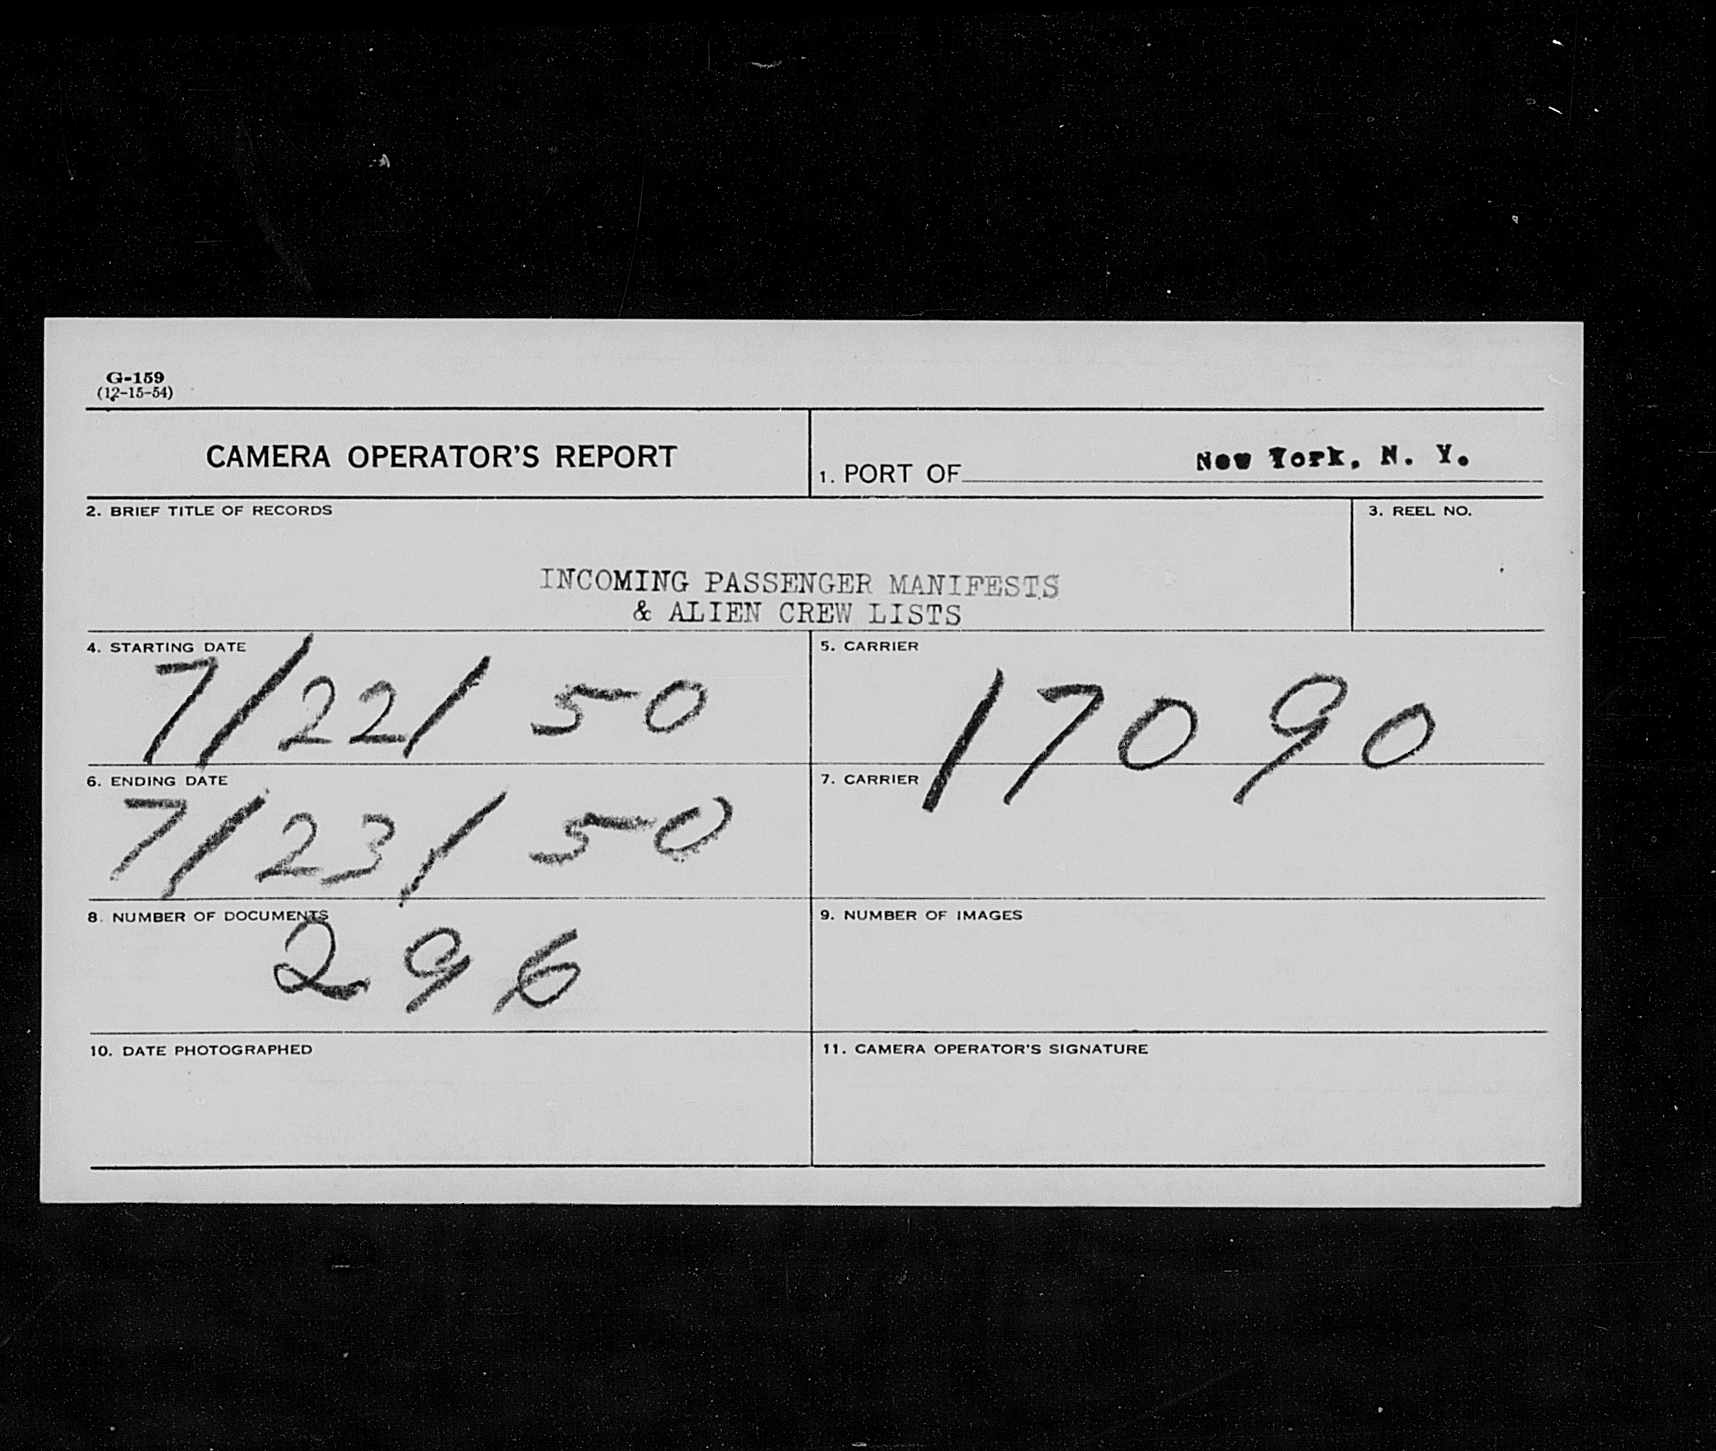 G-159
(12-15-54)
CAMERA OPERATOR'S REPORT
1. PORT OF New York, N. Y.
2. BRIEF TITLE OF RECORDS
3. REEL NO.
INCOMING PASSENGER MANIFESTS
& ALIEN CREW LISTS
4. STARTING DATE
7/22/50
5. CARRIER
17090
6. ENDING DATE
7/23/50
7. CARRIER
8. NUMBER OF DOCUMENTS
296
9. NUMBER OF IMAGES
10. DATE PHOTOGRAPHED
11. CAMERA OPERATOR'S SIGNATURE